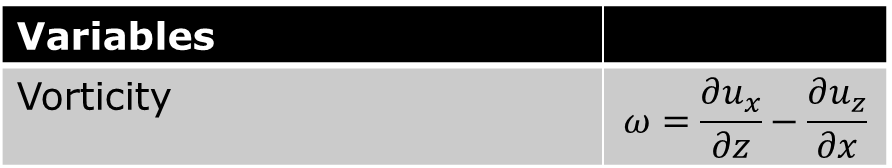 Variables
Vorticity
ω = ∂u_x/∂z − ∂u_z/∂x